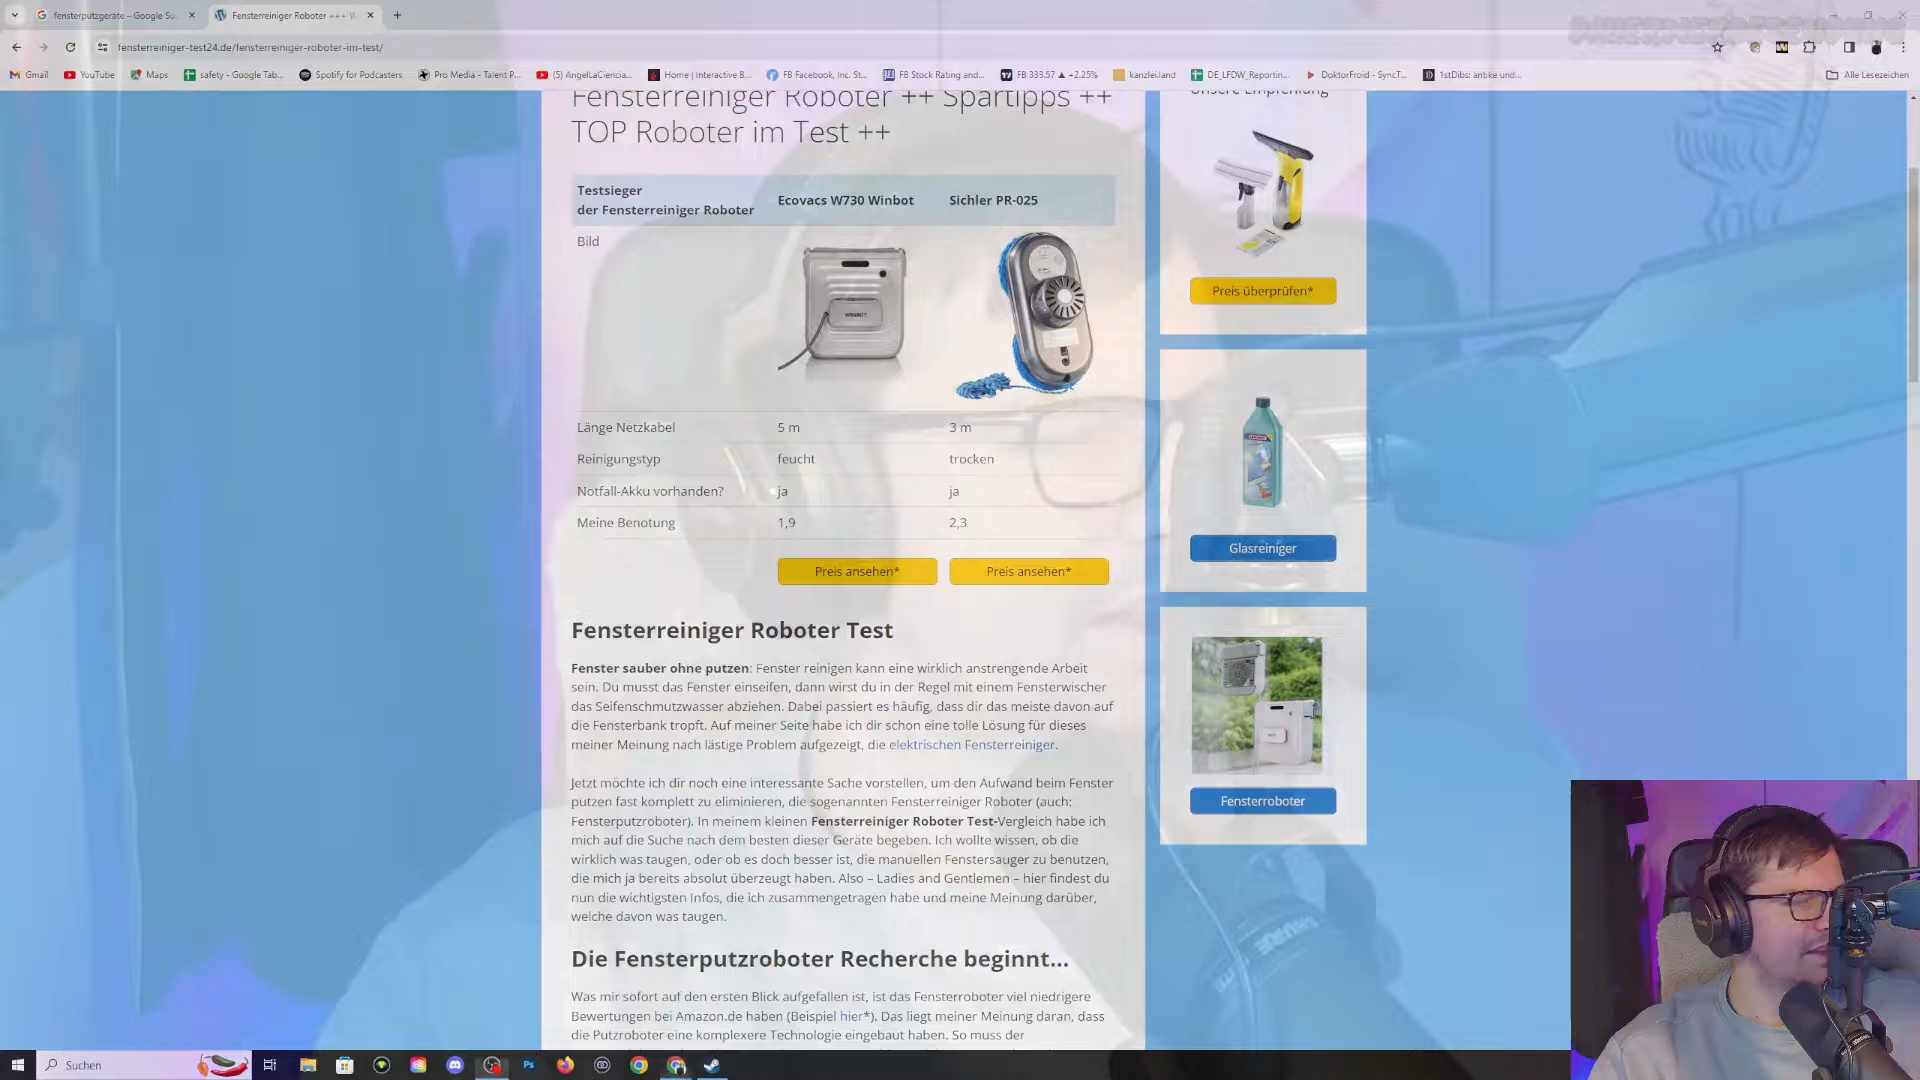 fensterputzgeräte – Google Su
Fensterreiniger Roboter +++ W
fensterreiniger-test24.de/fensterreiniger-roboter-im-test/
Gmail
YouTube
Maps
safety - Google Tab...
Spotify for Podcasters
Pro Media - Talent P...
(5) AngelLaCiencia...
Home | Interactive B...
FB Facebook, Inc. St...
FB Stock Rating and...
FB 333.57 ▲ +2.25%
kanzlei.land
DE_LFDW_Reportin...
DoktorFroid - SyncT...
1stDibs: antike und...
Alle Lesezeichen
Fensterreiniger Roboter ++ Spartipps ++
TOP Roboter im Test ++
Testsieger
der Fensterreiniger Roboter
Ecovacs W730 Winbot
Sichler PR-025
Bild
WINBOT
Länge Netzkabel
5 m
3 m
Reinigungstyp
feucht
trocken
Notfall-Akku vorhanden?
ja
ja
Meine Benotung
1,9
2,3
Preis ansehen*
Preis ansehen*
Fensterreiniger Roboter Test
Fenster sauber ohne putzen: Fenster reinigen kann eine wirklich anstrengende Arbeit
sein. Du musst das Fenster einseifen, dann wirst du in der Regel mit einem Fensterwischer
das Seifenschmutzwasser abziehen. Dabei passiert es häufig, dass dir das meiste davon auf
die Fensterbank tropft. Auf meiner Seite habe ich dir schon eine tolle Lösung für dieses
meiner Meinung nach lästige Problem aufgezeigt, die elektrischen Fensterreiniger.
Jetzt möchte ich dir noch eine interessante Sache vorstellen, um den Aufwand beim Fenster
putzen fast komplett zu eliminieren, die sogenannten Fensterreiniger Roboter (auch:
Fensterputzroboter). In meinem kleinen Fensterreiniger Roboter Test-Vergleich habe ich
mich auf die Suche nach dem besten dieser Geräte begeben. Ich wollte wissen, ob die
wirklich was taugen, oder ob es doch besser ist, die manuellen Fenstersauger zu benutzen,
die mich ja bereits absolut überzeugt haben. Also – Ladies and Gentlemen – hier findest du
nun die wichtigsten Infos, die ich zusammengetragen habe und meine Meinung darüber,
welche davon was taugen.
Die Fensterputzroboter Recherche beginnt...
Was mir sofort auf den ersten Blick aufgefallen ist, ist das Fensterroboter viel niedrigere
Bewertungen bei Amazon.de haben (Beispiel hier*). Das liegt meiner Meinung daran, dass
die Putzroboter eine komplexere Technologie eingebaut haben. So muss der
Unsere Empfehlung
Preis überprüfen*
Glasreiniger
Fensterroboter
SHURE
Suchen
Ps